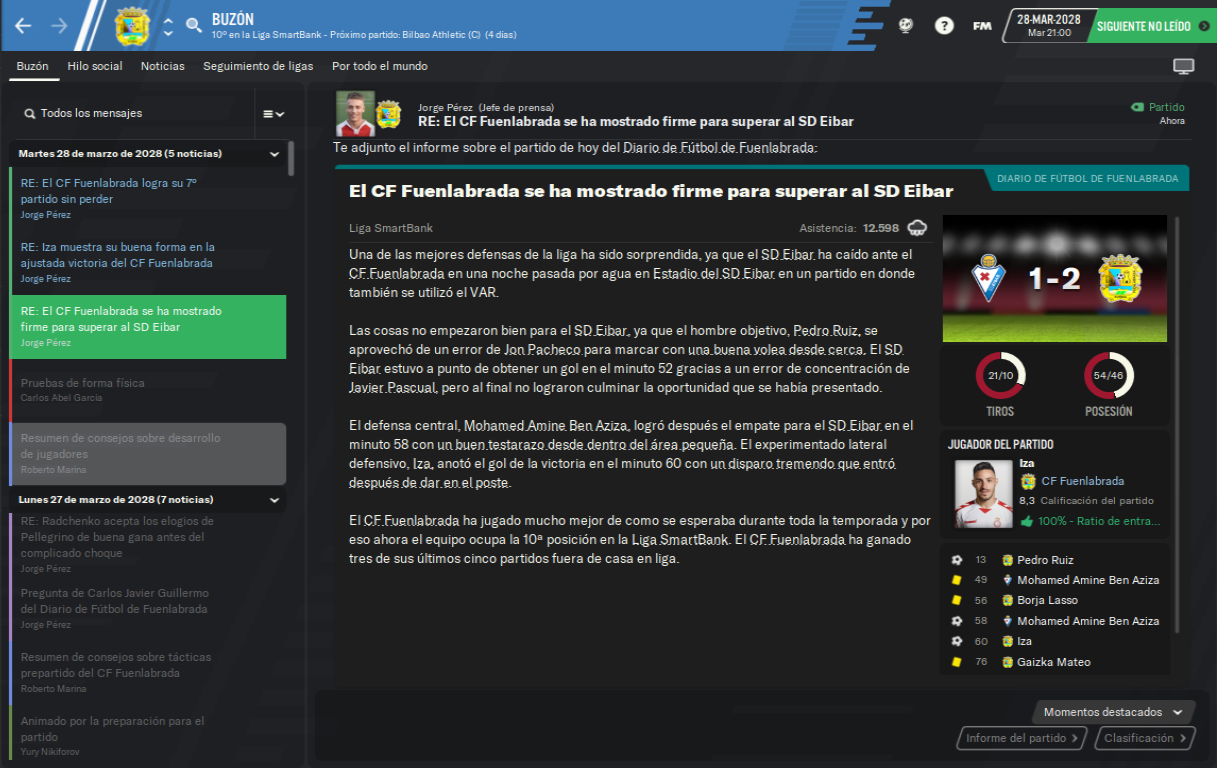 BUZÓN
10º en la Liga SmartBank - Próximo partido: Bilbao Athletic (C) (4 días)
?
FM
28-MAR-2028
Mar 21:00
SIGUIENTE NO LEÍDO
Buzón Hilo social Noticias Seguimiento de ligas Por todo el mundo
Todos los mensajes
Martes 28 de marzo de 2028 (5 noticias)
RE: El CF Fuenlabrada logra su 7º
partido sin perder
Jorge Pérez
RE: Iza muestra su buena forma en la
ajustada victoria del CF Fuenlabrada
Jorge Pérez
RE: El CF Fuenlabrada se ha mostrado
firme para superar al SD Eibar
Jorge Pérez
Pruebas de forma física
Carlos Abel García
Resumen de consejos sobre desarrollo
de jugadores
Roberto Marina
Lunes 27 de marzo de 2028 (7 noticias)
RE: Radchenko acepta los elogios de
Pellegrino de buena gana antes del
complicado choque
Jorge Pérez
Pregunta de Carlos Javier Guillermo
del Diario de Fútbol de Fuenlabrada
Jorge Pérez
Resumen de consejos sobre tácticas
prepartido del CF Fuenlabrada
Roberto Marina
Animado por la preparación para el
partido
Yury Nikiforov
Jorge Pérez (Jefe de prensa)
RE: El CF Fuenlabrada se ha mostrado firme para superar al SD Eibar
Partido
Ahora
Te adjunto el informe sobre el partido de hoy del Diario de Fútbol de Fuenlabrada:
DIARIO DE FÚTBOL DE FUENLABRADA
El CF Fuenlabrada se ha mostrado firme para superar al SD Eibar
Liga SmartBank
Asistencia: 12.598
Una de las mejores defensas de la liga ha sido sorprendida, ya que el SD Eibar ha caído ante el
CF Fuenlabrada en una noche pasada por agua en Estadio del SD Eibar en un partido en donde
también se utilizó el VAR.
Las cosas no empezaron bien para el SD Eibar, ya que el hombre objetivo, Pedro Ruiz, se
aprovechó de un error de Jon Pacheco para marcar con una buena volea desde cerca. El SD
Eibar estuvo a punto de obtener un gol en el minuto 52 gracias a un error de concentración de
Javier Pascual, pero al final no lograron culminar la oportunidad que se había presentado.
El defensa central, Mohamed Amine Ben Aziza, logró después el empate para el SD Eibar en el
minuto 58 con un buen testarazo desde dentro del área pequeña. El experimentado lateral
defensivo, Iza, anotó el gol de la victoria en el minuto 60 con un disparo tremendo que entró
después de dar en el poste.
El CF Fuenlabrada ha jugado mucho mejor de como se esperaba durante toda la temporada y por
eso ahora el equipo ocupa la 10ª posición en la Liga SmartBank. El CF Fuenlabrada ha ganado
tres de sus últimos cinco partidos fuera de casa en liga.
1-2
21/10
54/46
TIROS
POSESIÓN
JUGADOR DEL PARTIDO
Iza
CF Fuenlabrada
8,3 Calificación del partido
100% - Ratio de entra...
13 Pedro Ruiz
49 Mohamed Amine Ben Aziza
56 Borja Lasso
58 Mohamed Amine Ben Aziza
60 Iza
76 Gaizka Mateo
Momentos destacados
Informe del partido
Clasificación